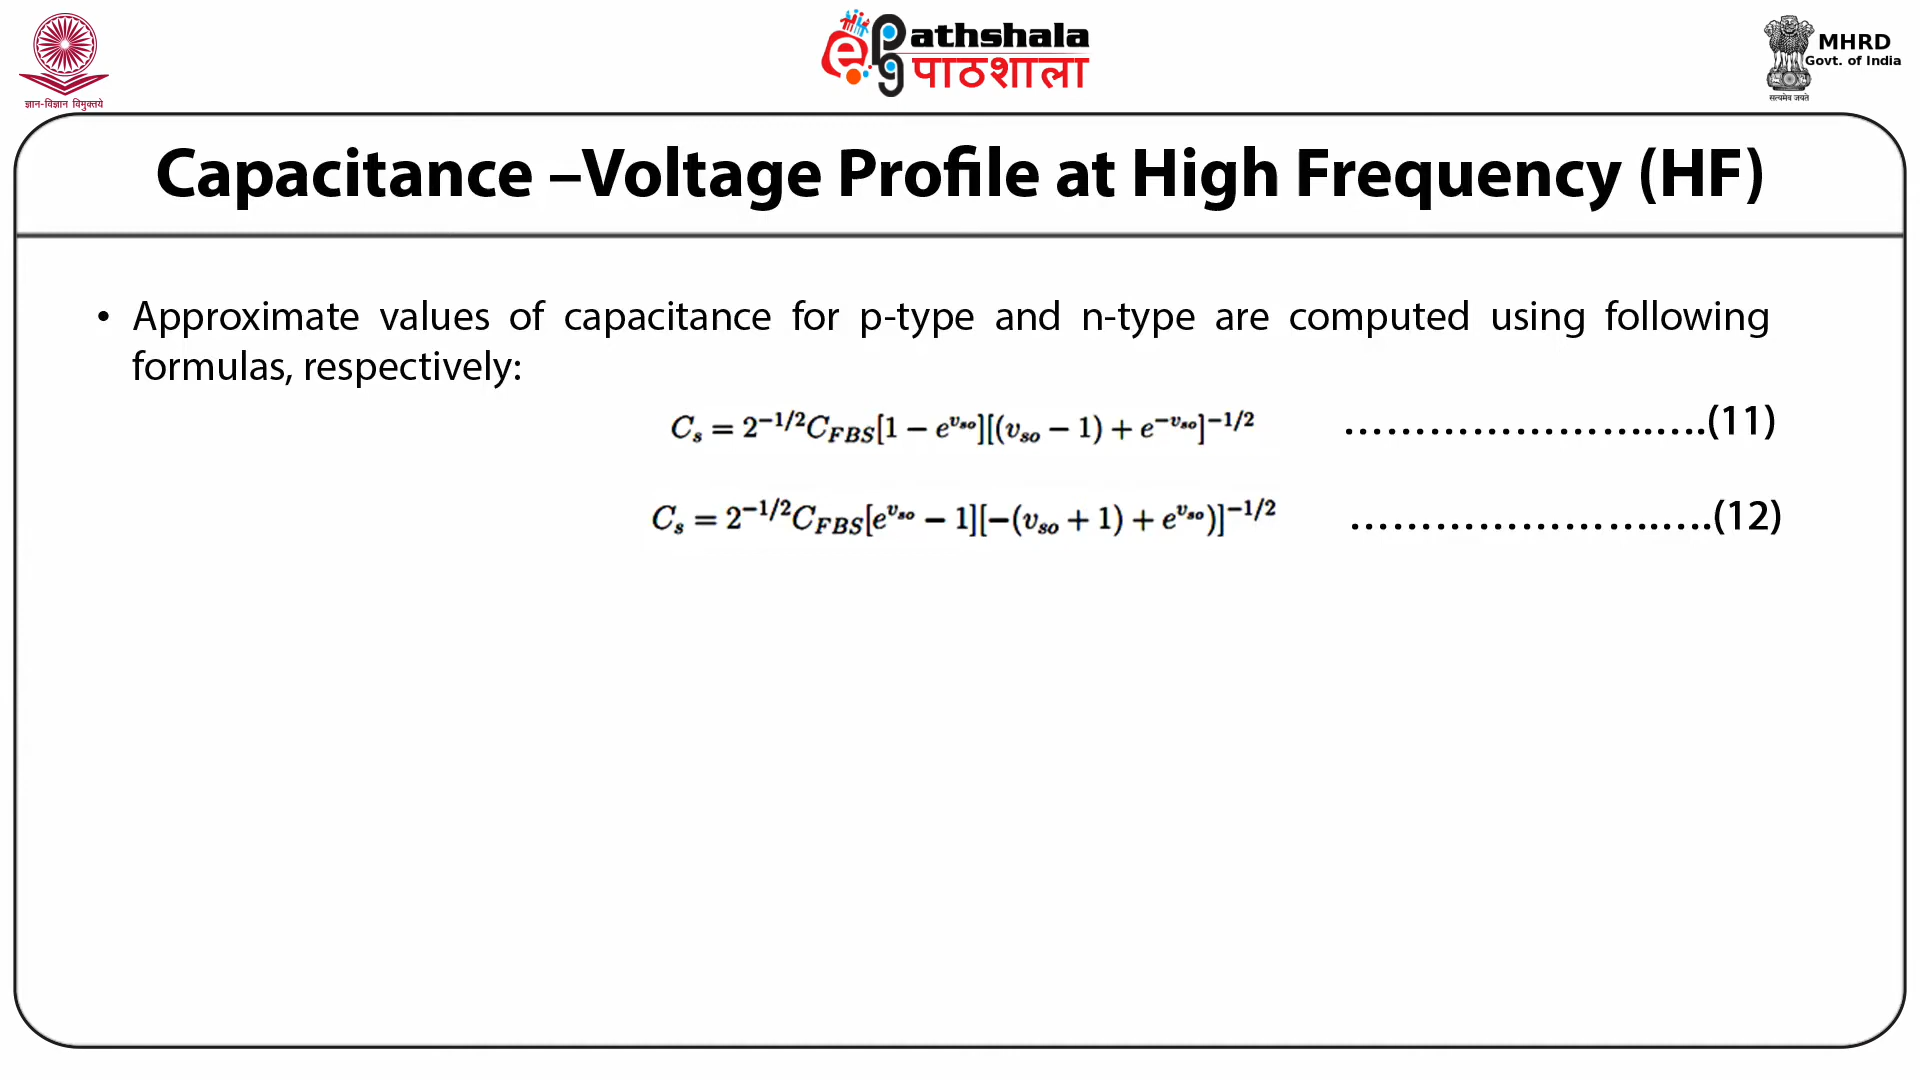 ज्ञान-विज्ञान विमुक्तये
ePG athshala
पाठशाला
MHRD
Govt. of India
सत्यमेव जयते
Capacitance –Voltage Profile at High Frequency (HF)
• Approximate values of capacitance for p-type and n-type are computed using following
formulas, respectively:
C_s = 2^{-1/2}C_{FBS}[1 − e^{v_{so}}][(v_{so} − 1) + e^{-v_{so}}]^{-1/2} …………………..….(11)
C_s = 2^{-1/2}C_{FBS}[e^{v_{so}} − 1][−(v_{so} + 1) + e^{v_{so}})]^{-1/2} …………………..….(12)